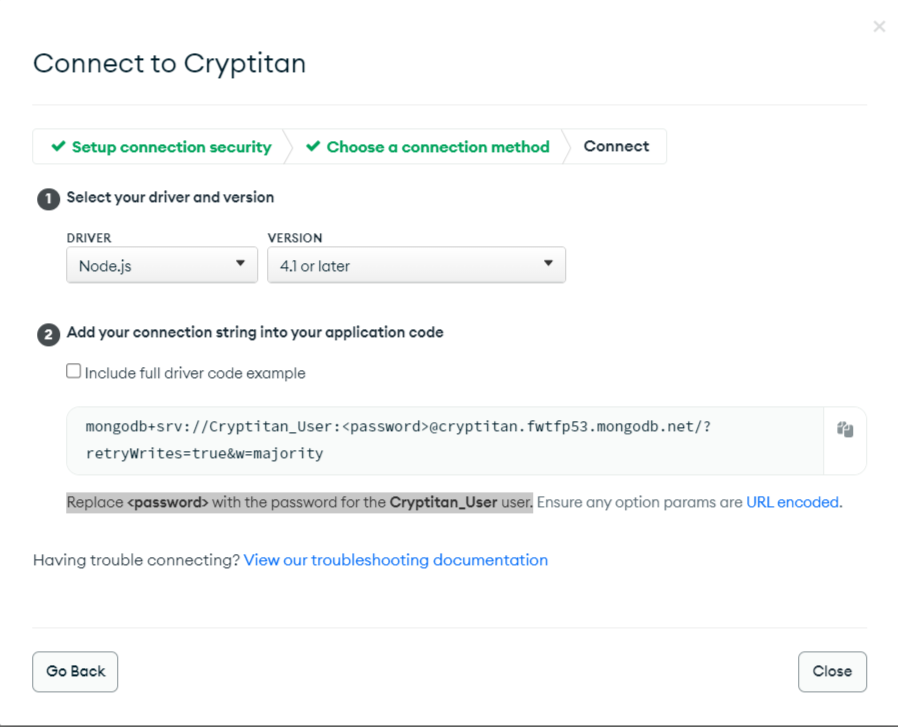 Connect to Cryptitan
Setup connection security
Choose a connection method
Connect
1 Select your driver and version
DRIVER
VERSION
Node.js
4.1 or later
2 Add your connection string into your application code
Include full driver code example
mongodb+srv://Cryptitan_User:<password>@cryptitan.fwtfp53.mongodb.net/?
retryWrites=true&w=majority
Replace <password> with the password for the Cryptitan_User user. Ensure any option params are URL encoded.
Having trouble connecting? View our troubleshooting documentation
Go Back
Close